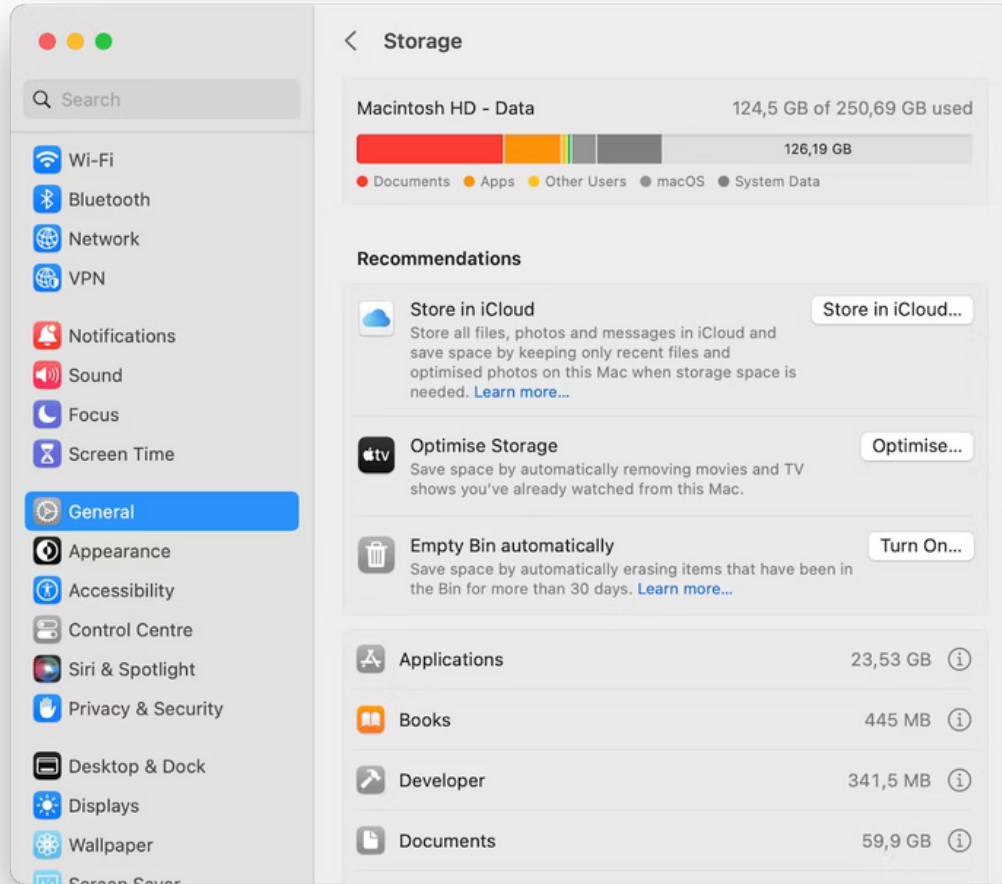 Storage
Search
Wi-Fi
Bluetooth
Network
VPN
Notifications
Sound
Focus
Screen Time
General
Appearance
Accessibility
Control Centre
Siri & Spotlight
Privacy & Security
Desktop & Dock
Displays
Wallpaper
Screen Saver
Macintosh HD - Data 124,5 GB of 250,69 GB used
126,19 GB
Documents Apps Other Users macOS System Data
Recommendations
Store in iCloud Store in iCloud...
Store all files, photos and messages in iCloud and
save space by keeping only recent files and
optimised photos on this Mac when storage space is
needed. Learn more...
tv
Optimise Storage Optimise...
Save space by automatically removing movies and TV
shows you've already watched from this Mac.
Empty Bin automatically Turn On...
Save space by automatically erasing items that have been in
the Bin for more than 30 days. Learn more...
Applications 23,53 GB
Books 445 MB
Developer 341,5 MB
Documents 59,9 GB